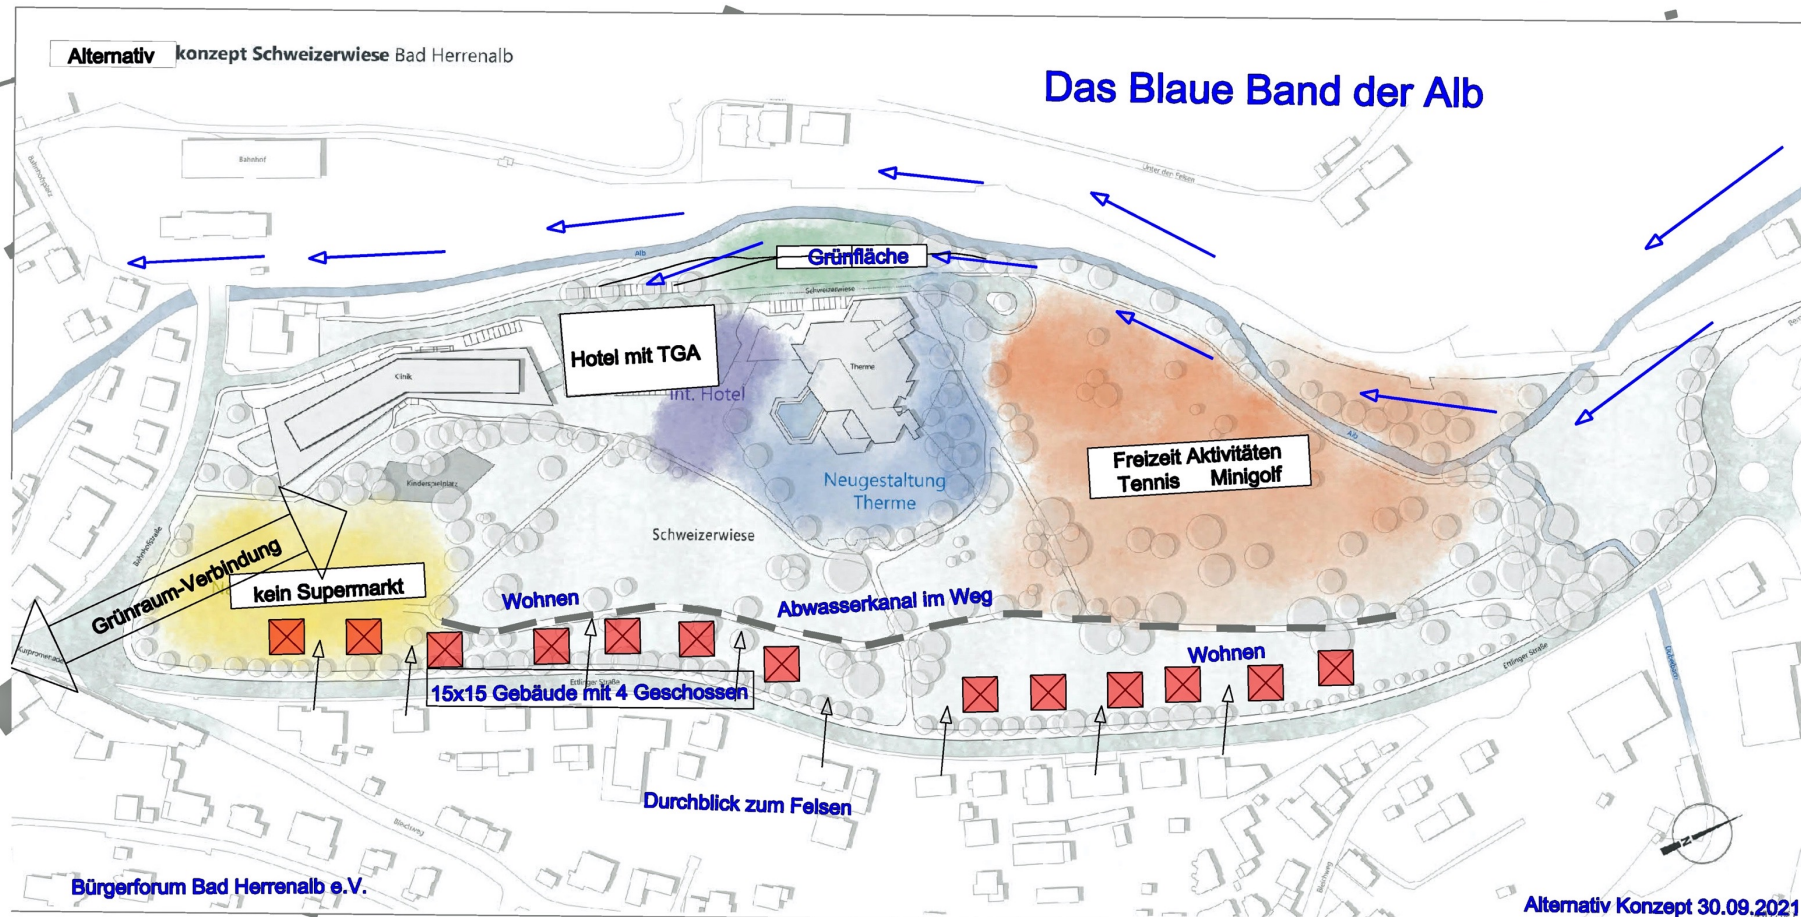 Alternativ konzept Schweizerwiese Bad Herrenalb
Das Blaue Band der Alb
Bahnhof
Unter den Felsen
Alb
Grünfläche
Schweizerwiese
Hotel mit TGA
Int. Hotel
Klinik
Therme
Neugestaltung
Therme
Freizeit Aktivitäten
Tennis Minigolf
Alb
Kinderspielplatz
Schweizerwiese
Bahnhofstraße
Grünraum-Verbindung
kein Supermarkt
Wohnen
Abwasserkanal im Weg
Wohnen
Kurpromenade
Ettlinger Straße
Ettlinger Straße
15x15 Gebäude mit 4 Geschossen
Durchblick zum Felsen
Bleichweg
N
Bürgerforum Bad Herrenalb e.V.
Alternativ Konzept 30.09.2021